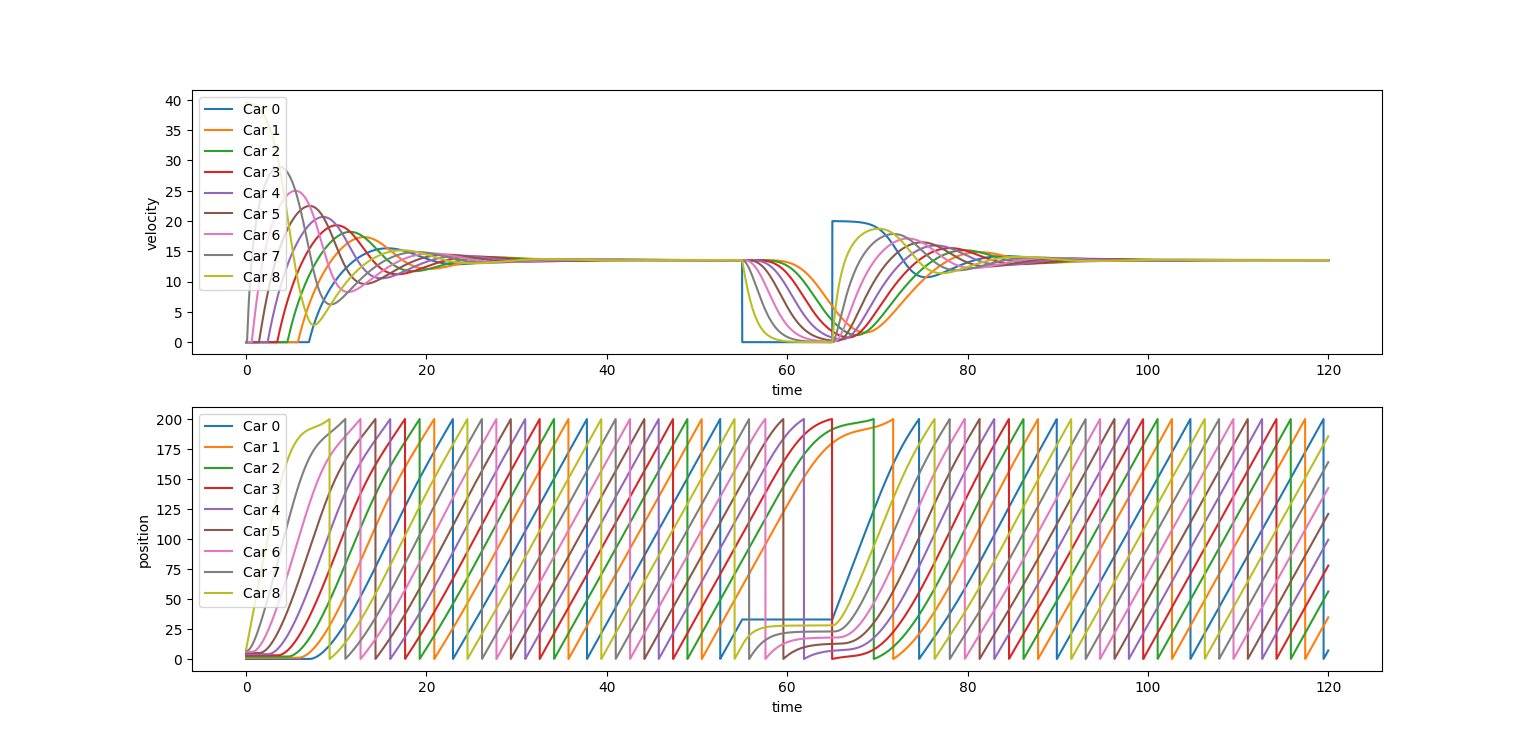 velocity
40
35
30
25
20
15
10
5
0
Car 0
Car 1
Car 2
Car 3
Car 4
Car 5
Car 6
Car 7
Car 8
0 20 40 60 80 100 120
time
position
200
175
150
125
100
75
50
25
0
Car 0
Car 1
Car 2
Car 3
Car 4
Car 5
Car 6
Car 7
Car 8
0 20 40 60 80 100 120
time